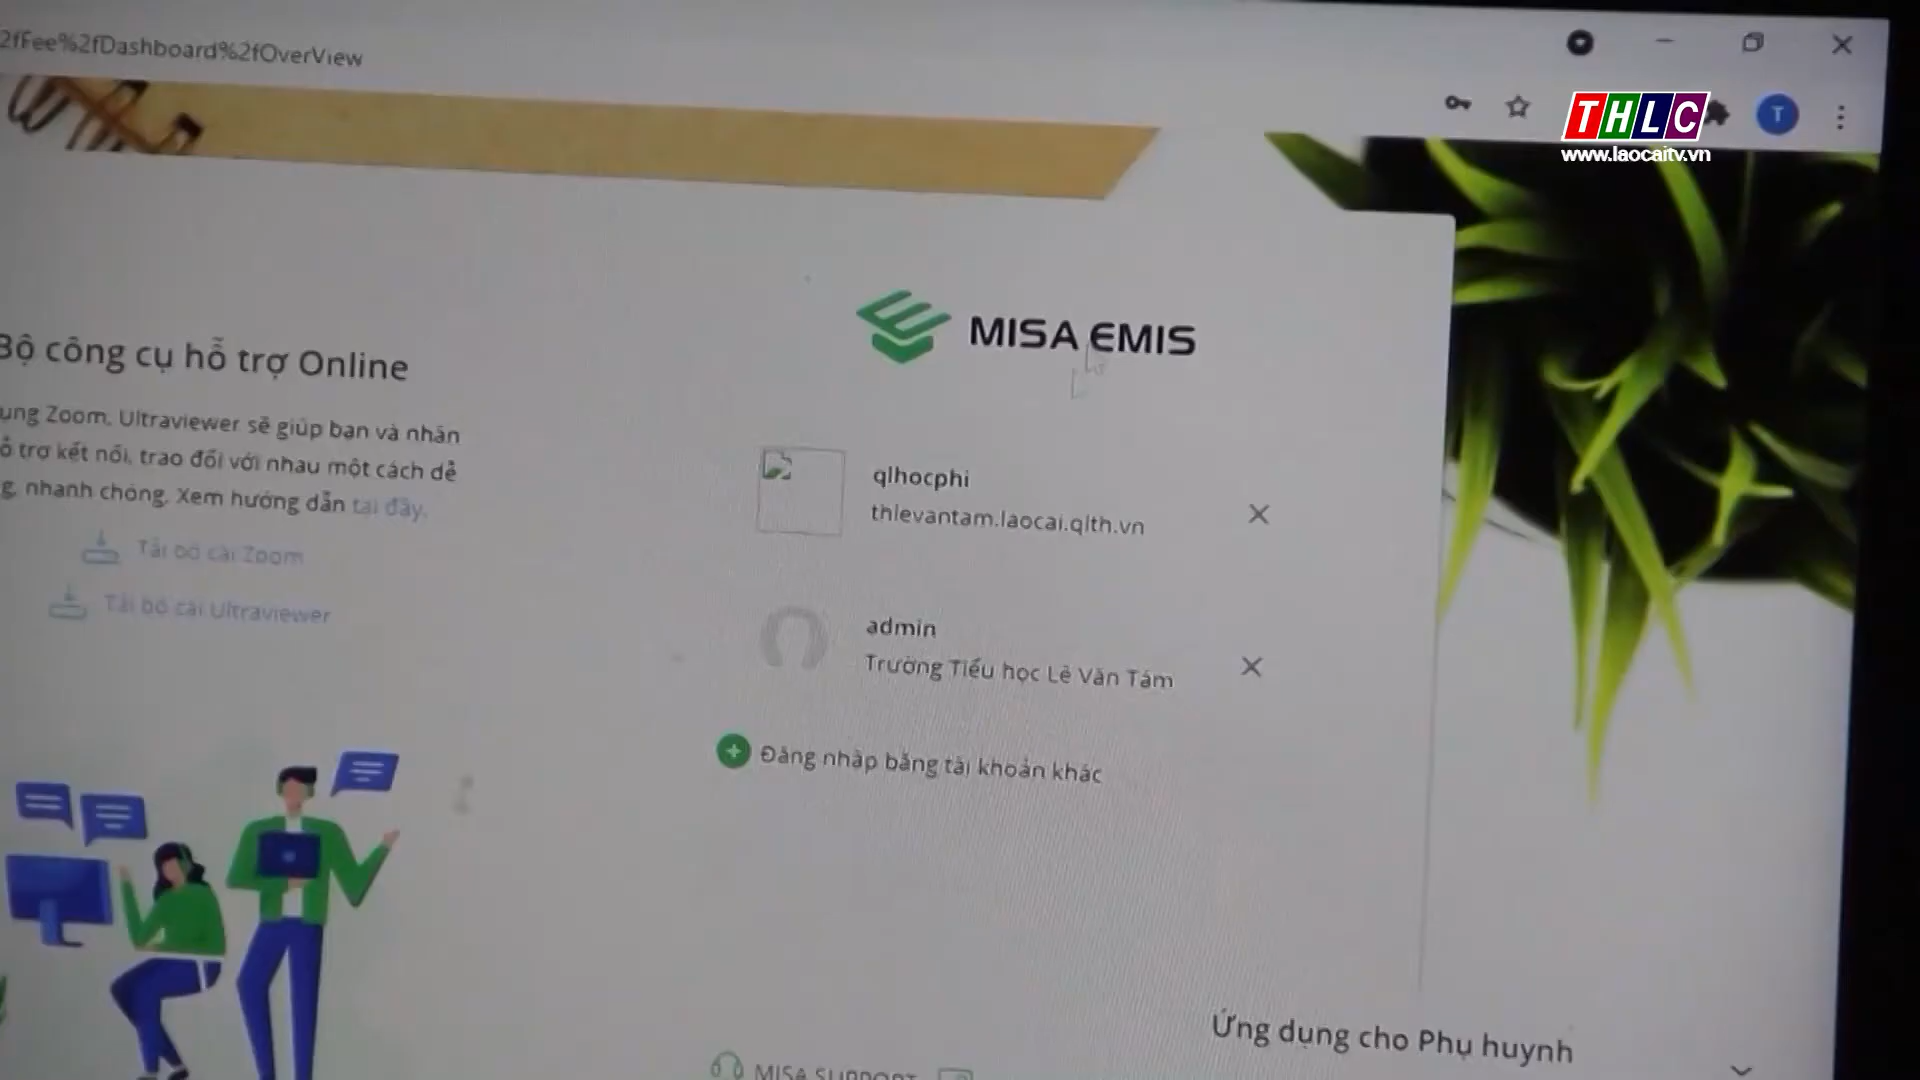 2fFee%2fDashboard%2fOverView
THLC
T
www.laocaitv.vn
MISA EMIS
Bộ công cụ hỗ trợ Online
Zoom, Ultraviewer sẽ giúp bạn và nhân
trợ kết nối, trao đổi với nhau một cách dễ
nhanh chóng. Xem hướng dẫn tại đây.
Tải bộ cài Zoom
Tải bộ cài Ultraviewer
qlhocphi
thlevantam.laocai.qlth.vn
admin
Trường Tiểu học Lê Văn Tám
Đăng nhập bằng tài khoản khác
Ứng dụng cho Phụ huynh
MISA SUPPORT